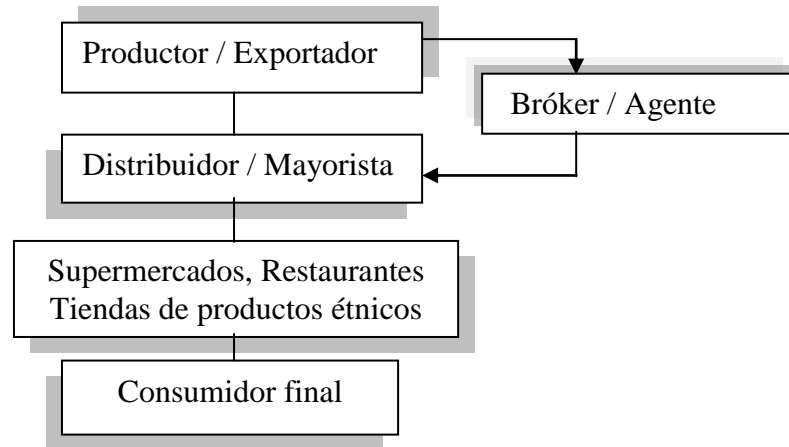 Productor / Exportador
Bróker / Agente
Distribuidor / Mayorista
Supermercados, Restaurantes
Tiendas de productos étnicos
Consumidor final